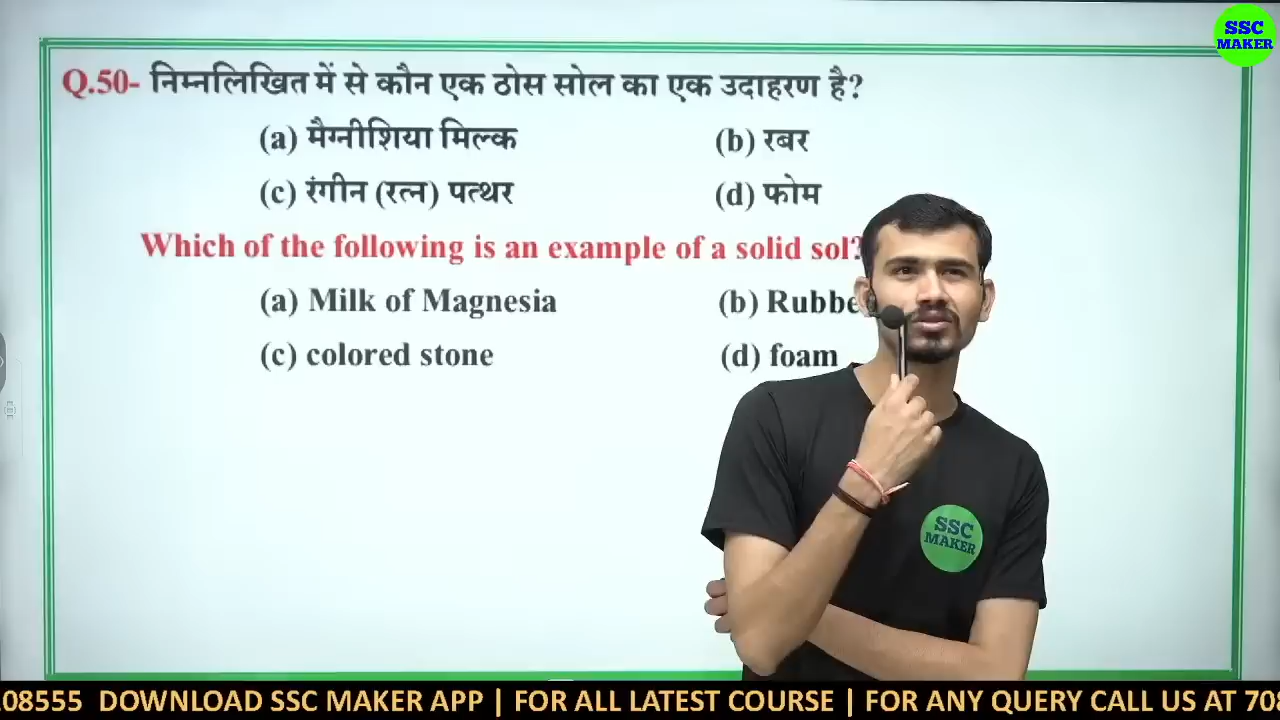 SSC
MAKER
Q.50- निम्नलिखित में से कौन एक ठोस सोल का एक उदाहरण है?
(a) मैग्नीशिया मिल्क (b) रबर
(c) रंगीन (रत्न) पत्थर (d) फोम
Which of the following is an example of a solid sol?
(a) Milk of Magnesia (b) Rubbe
(c) colored stone (d) foam
SSC
MAKER
08555 DOWNLOAD SSC MAKER APP | FOR ALL LATEST COURSE | FOR ANY QUERY CALL US AT 708